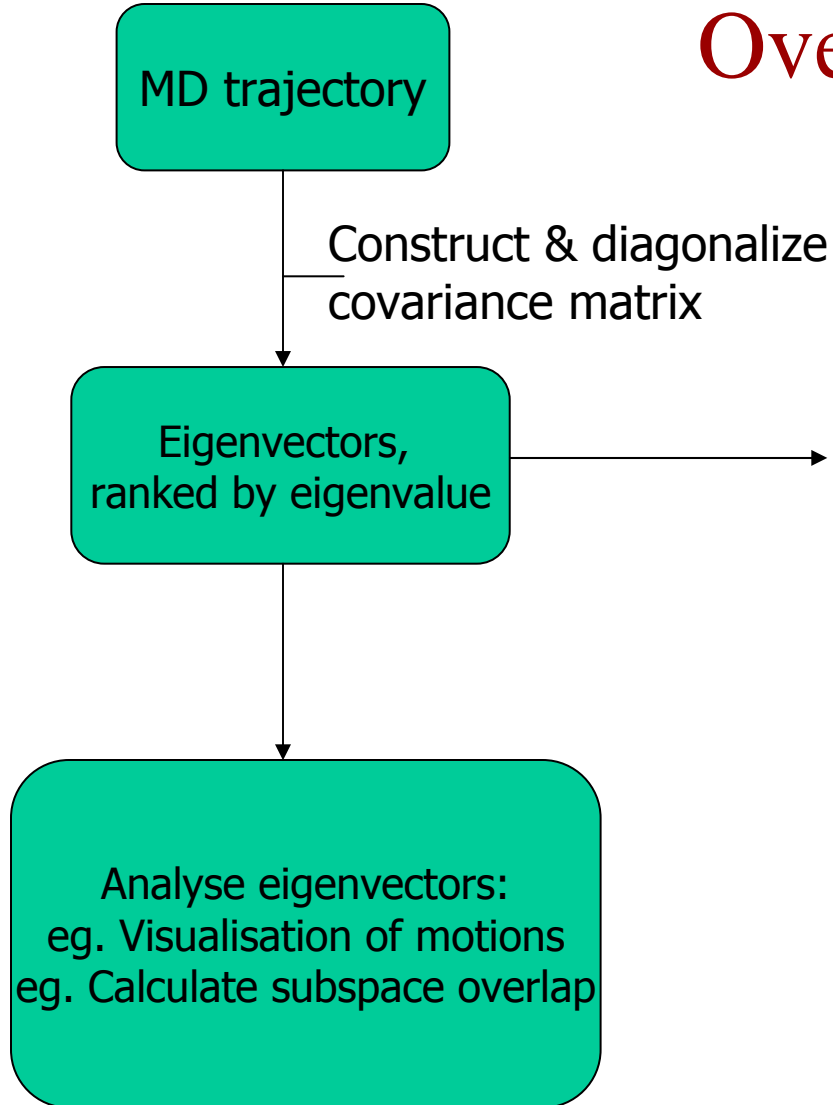 Ove
MD trajectory
Construct & diagonalize
covariance matrix
Eigenvectors,
ranked by eigenvalue
Analyse eigenvectors:
eg. Visualisation of motions
eg. Calculate subspace overlap